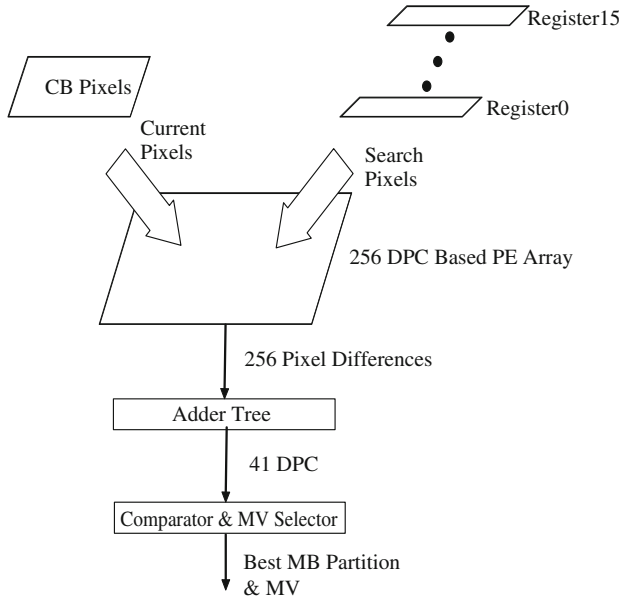 Register15
CB Pixels
Register0
Current
Pixels
Search
Pixels
256 DPC Based PE Array
256 Pixel Differences
Adder Tree
41 DPC
Comparator & MV Selector
Best MB Partition
& MV